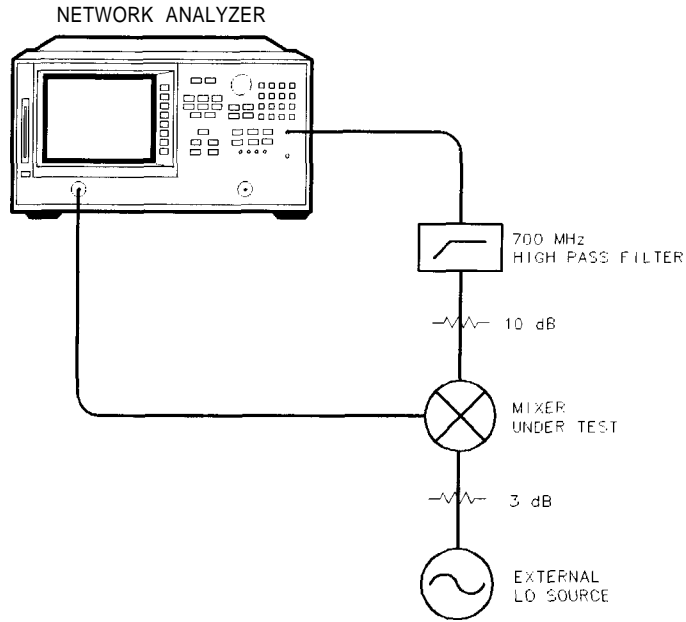 NETWORK ANALYZER
700 MHz
HIGH PASS FILTER
10 dB
MIXER
UNDER TEST
3 dB
EXTERNAL
LO SOURCE